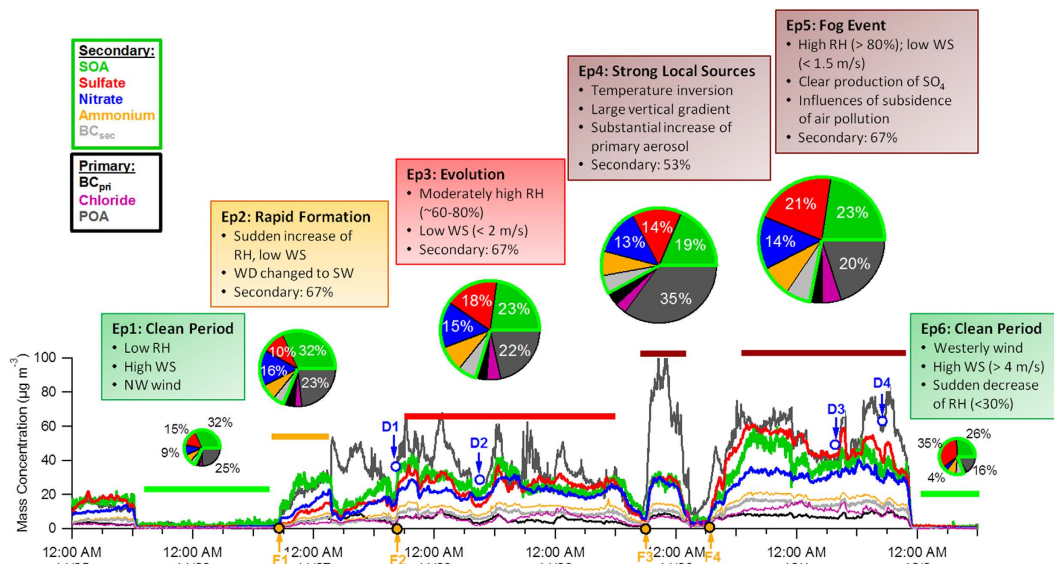 Secondary:
SOA
Sulfate
Nitrate
Ammonium
BCsec
Primary:
BCpri
Chloride
POA
Ep1: Clean Period
• Low RH
• High WS
• NW wind
Ep2: Rapid Formation
• Sudden increase of
RH, low WS
• WD changed to SW
• Secondary: 67%
Ep3: Evolution
• Moderately high RH
(~60-80%)
• Low WS (< 2 m/s)
• Secondary: 67%
Ep4: Strong Local Sources
• Temperature inversion
• Large vertical gradient
• Substantial increase of
primary aerosol
• Secondary: 53%
Ep5: Fog Event
• High RH (> 80%); low WS
(< 1.5 m/s)
• Clear production of SO4
• Influences of subsidence
of air pollution
• Secondary: 67%
Ep6: Clean Period
• Westerly wind
• High WS (> 4 m/s)
• Sudden decrease
of RH (<30%)
15%
32%
9%
25%
10%
32%
16%
23%
18%
23%
15%
22%
14%
13%
19%
35%
21%
23%
14%
20%
35%
26%
4%
16%
Mass Concentration (µg m-3)
100
80
60
40
20
0
D1
D2
D3
D4
F1
F2
F3
F4
12:00 AM
12:00 AM
12:00 AM
12:00 AM
12:00 AM
12:00 AM
12:00 AM
12:00 AM